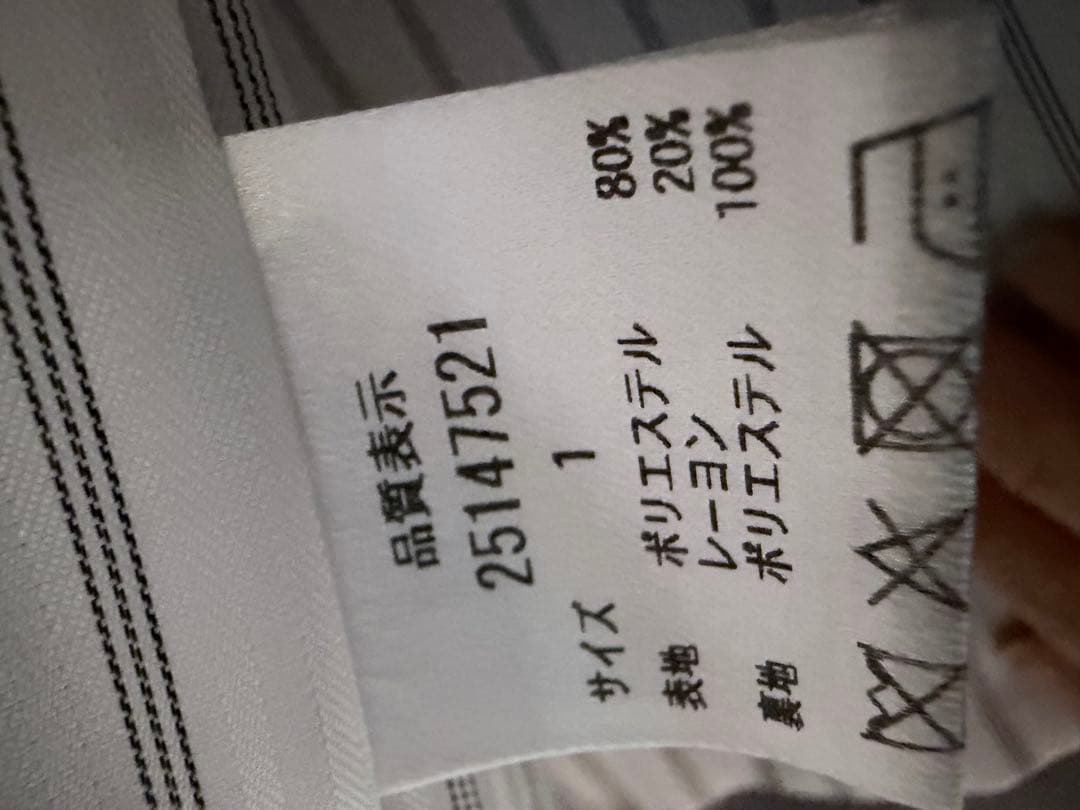 品質表示
25147521
サイズ 1
表地 ポリエステル 80%
レーヨン 20%
裏地 ポリエステル 100%